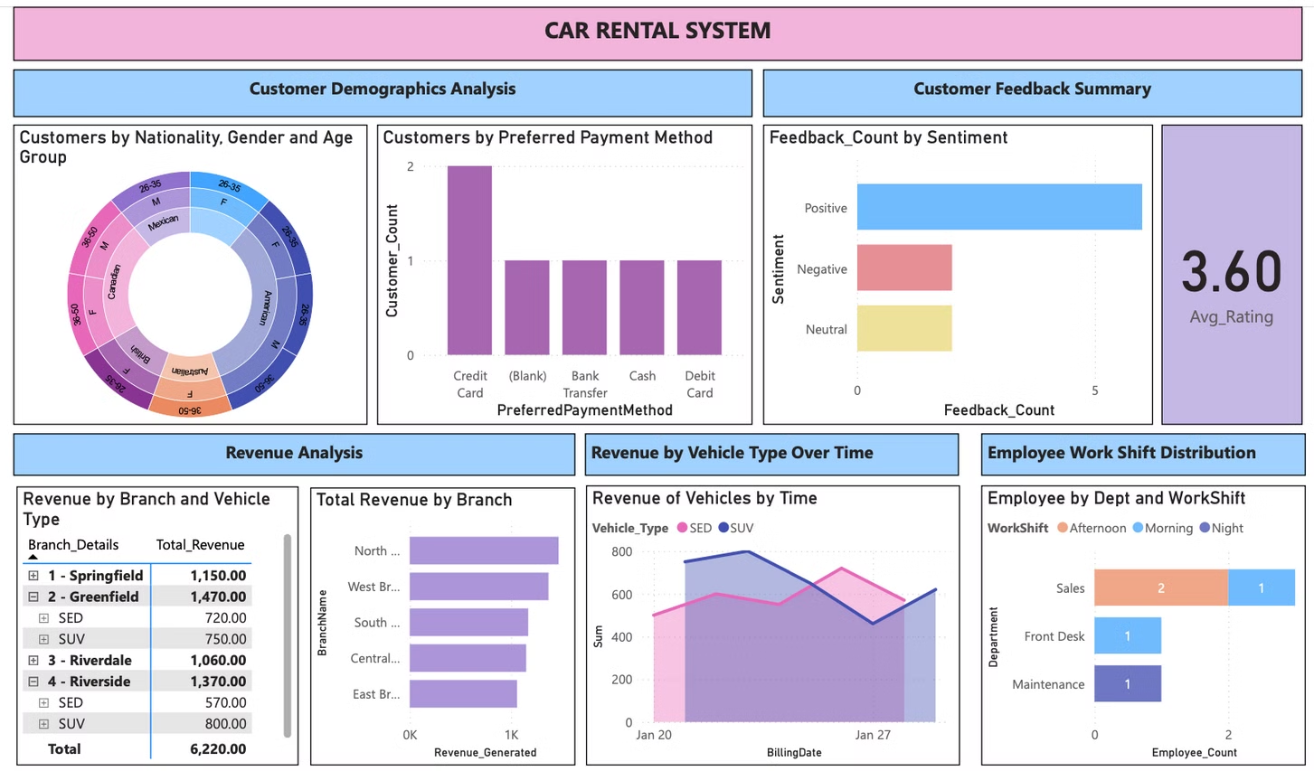 CAR RENTAL SYSTEM
Customer Demographics Analysis
Customer Feedback Summary
Customers by Nationality, Gender and Age
Group
26-35
26-35
M
F
Mexican
36-50
M
F
26-35
Canadian
American
36-50
F
26-35
M
British
F
26-35
Australian
F
36-50
36-50
Customers by Preferred Payment Method
Customer_Count
2
1
0
Credit
Card
(Blank)
Bank
Transfer
Cash
Debit
Card
PreferredPaymentMethod
Feedback_Count by Sentiment
Sentiment
Positive
Negative
Neutral
0
5
Feedback_Count
3.60
Avg_Rating
Revenue Analysis
Revenue by Vehicle Type Over Time
Employee Work Shift Distribution
Revenue by Branch and Vehicle
Type
Branch_Details Total_Revenue
1 - Springfield 1,150.00
2 - Greenfield 1,470.00
SED 720.00
SUV 750.00
3 - Riverdale 1,060.00
4 - Riverside 1,370.00
SED 570.00
SUV 800.00
Total 6,220.00
Total Revenue by Branch
BranchName
North ...
West Br...
South ...
Central...
East Br...
0K
1K
Revenue_Generated
Revenue of Vehicles by Time
Vehicle_Type SED SUV
Sum
800
600
400
200
0
Jan 20
Jan 27
BillingDate
Employee by Dept and WorkShift
WorkShift Afternoon Morning Night
Department
Sales 2 1
Front Desk 1
Maintenance 1
0
2
Employee_Count